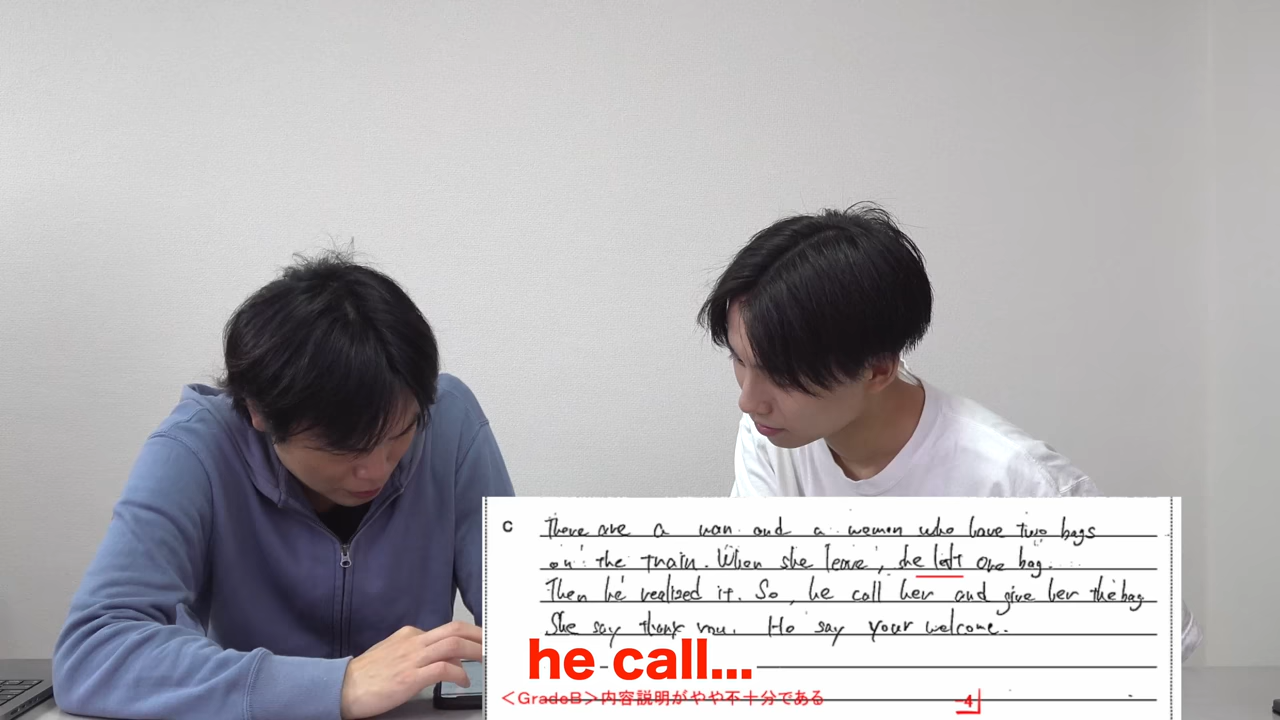 C There are a man and a women who have two bags
on the train. When she leave, she left one bag.
Then he realized it. So, he call her and give her the bag
She say thank you. He say your welcome.
he call...
＜GradeB＞内容説明がやや不十分である -4